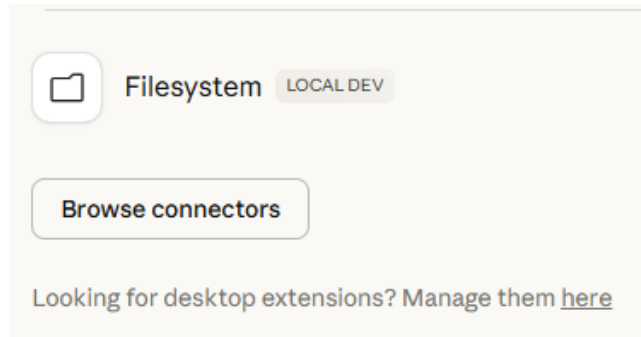 Filesystem LOCAL DEV
Browse connectors
Looking for desktop extensions? Manage them here